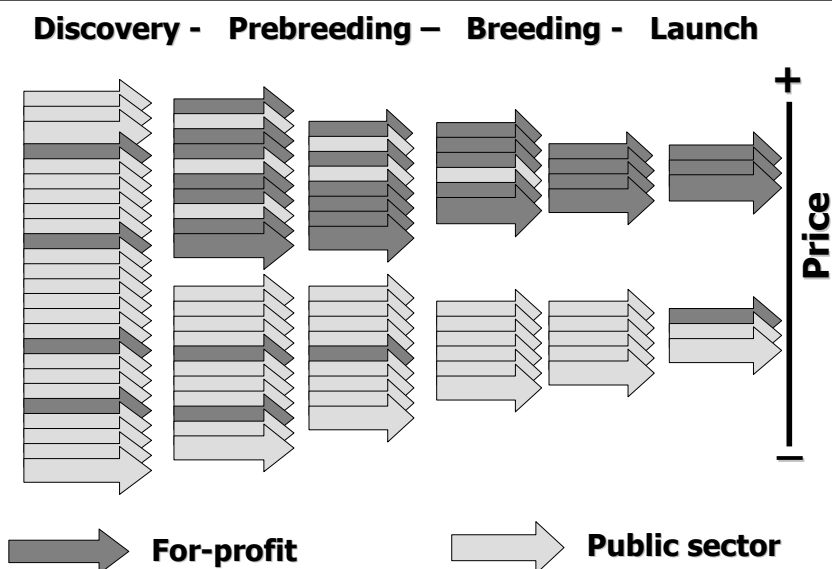 Discovery - Prebreeding – Breeding - Launch
+
Price
–
For-profit
Public sector